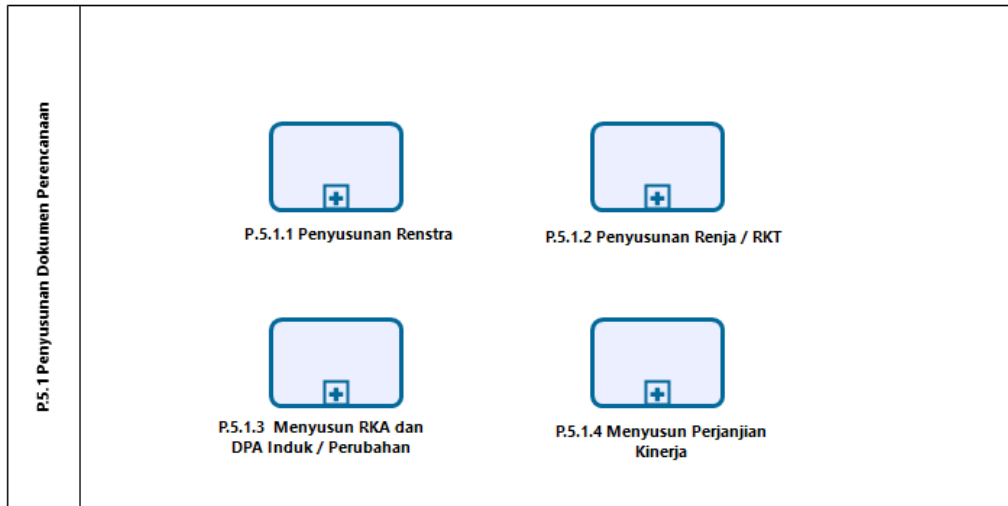 P.5.1 Penyusunan Dokumen Perencanaan
P.5.1.1 Penyusunan Renstra
P.5.1.2 Penyusunan Renja / RKT
P.5.1.3 Menyusun RKA dan
DPA Induk / Perubahan
P.5.1.4 Menyusun Perjanjian
Kinerja